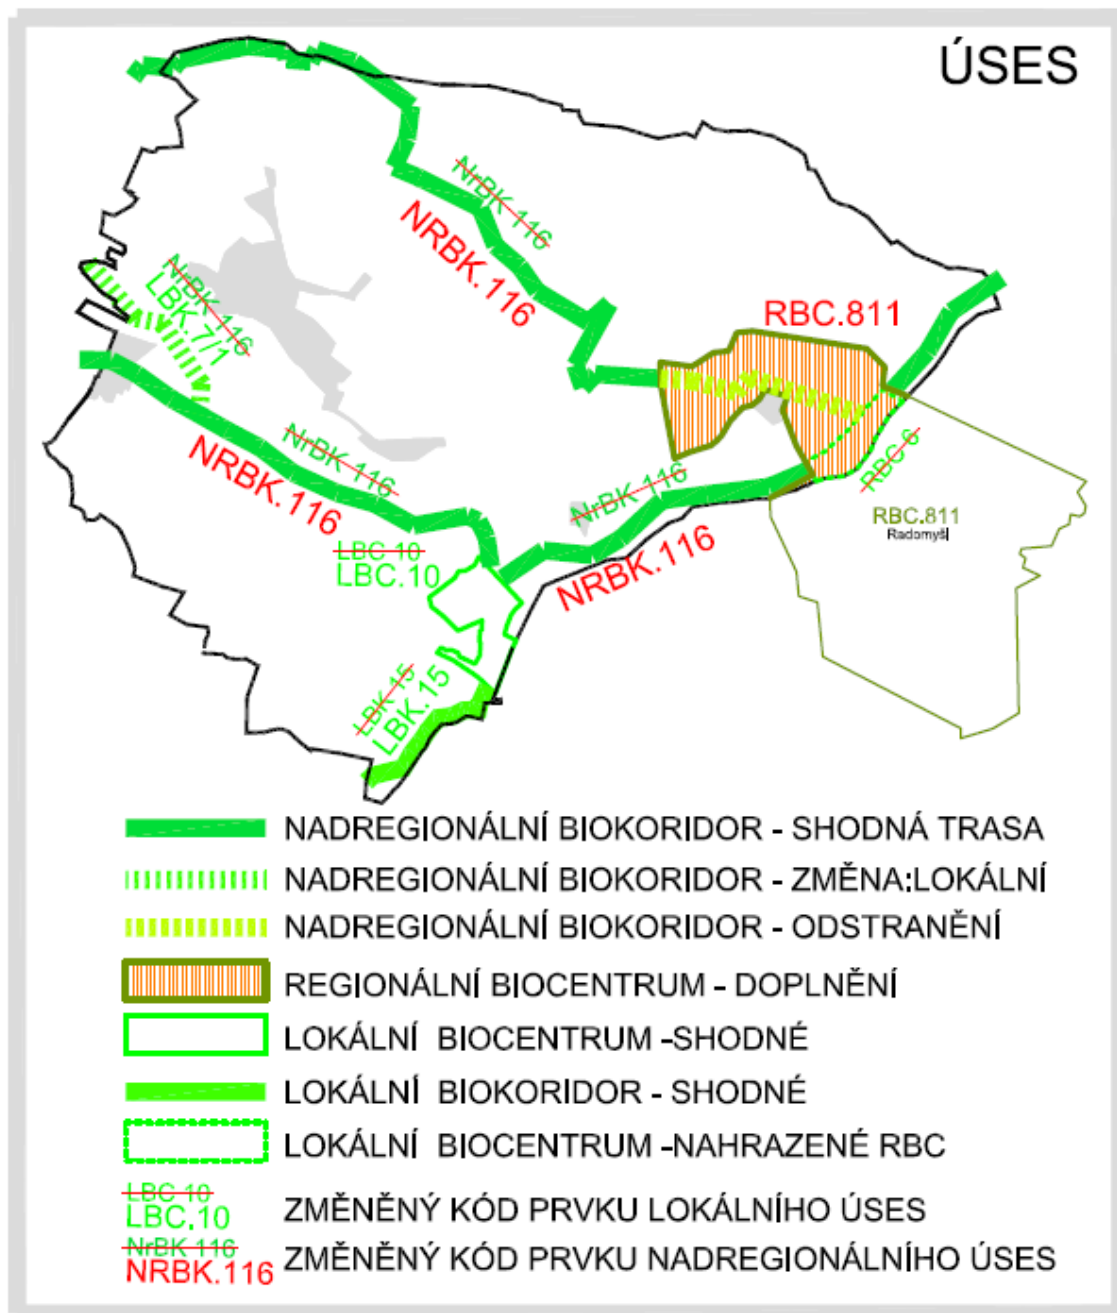 ÚSES
NrBK 116
NRBK.116
NrBK 116
LBK.7/1
RBC.811
NrBK 116
NRBK.116
NrBK 116
NRBK.116
RBC 6
RBC.811
Radomyšl
LBC 10
LBC.10
LBK 15
LBK.15
NADREGIONÁLNÍ BIOKORIDOR - SHODNÁ TRASA
NADREGIONÁLNÍ BIOKORIDOR - ZMĚNA:LOKÁLNÍ
NADREGIONÁLNÍ BIOKORIDOR - ODSTRANĚNÍ
REGIONÁLNÍ BIOCENTRUM - DOPLNĚNÍ
LOKÁLNÍ BIOCENTRUM -SHODNÉ
LOKÁLNÍ BIOKORIDOR - SHODNÉ
LOKÁLNÍ BIOCENTRUM -NAHRAZENÉ RBC
LBC 10
LBC.10
ZMĚNĚNÝ KÓD PRVKU LOKÁLNÍHO ÚSES
NrBK 116
NRBK.116
ZMĚNĚNÝ KÓD PRVKU NADREGIONÁLNÍHO ÚSES